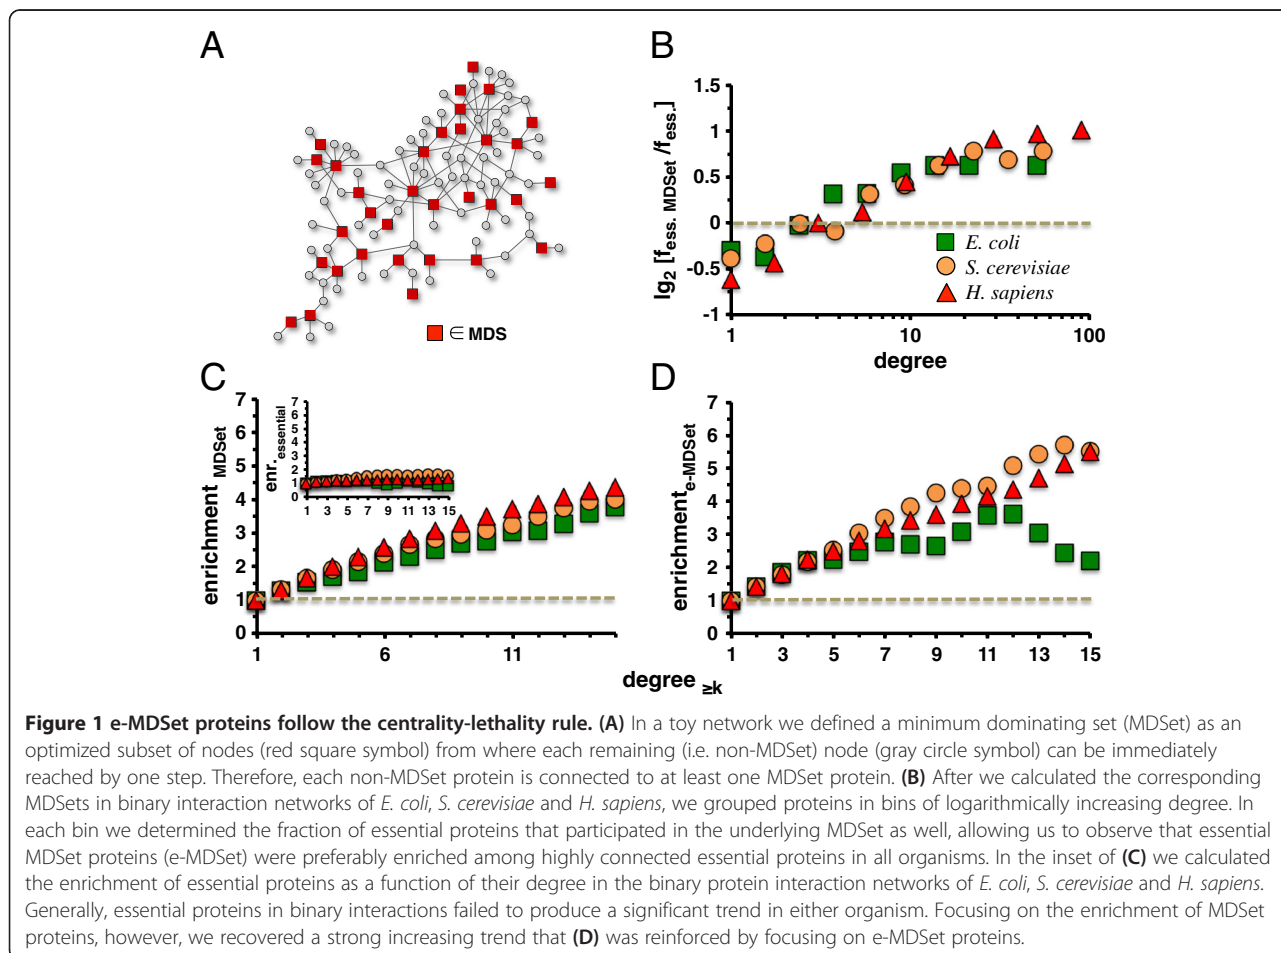 A
∈ MDS
B
lg2 [fess. MDSet /fess.]
1.5
1
0.5
0
-0.5
-1
E. coli
S. cerevisiae
H. sapiens
1
10
100
degree
C
enrichment MDSet
7
6
5
4
3
2
1
0
enr.essential
7
6
5
4
3
2
1
0
1 3 5 7 9 11 13 15
1 6 11
D
enrichment e-MDSet
7
6
5
4
3
2
1
0
1 3 5 7 9 11 13 15
degree ≥k
Figure 1 e-MDSet proteins follow the centrality-lethality rule. (A) In a toy network we defined a minimum dominating set (MDSet) as an
optimized subset of nodes (red square symbol) from where each remaining (i.e. non-MDSet) node (gray circle symbol) can be immediately
reached by one step. Therefore, each non-MDSet protein is connected to at least one MDSet protein. (B) After we calculated the corresponding
MDSets in binary interaction networks of E. coli, S. cerevisiae and H. sapiens, we grouped proteins in bins of logarithmically increasing degree. In
each bin we determined the fraction of essential proteins that participated in the underlying MDSet as well, allowing us to observe that essential
MDSet proteins (e-MDSet) were preferably enriched among highly connected essential proteins in all organisms. In the inset of (C) we calculated
the enrichment of essential proteins as a function of their degree in the binary protein interaction networks of E. coli, S. cerevisiae and H. sapiens.
Generally, essential proteins in binary interactions failed to produce a significant trend in either organism. Focusing on the enrichment of MDSet
proteins, however, we recovered a strong increasing trend that (D) was reinforced by focusing on e-MDSet proteins.